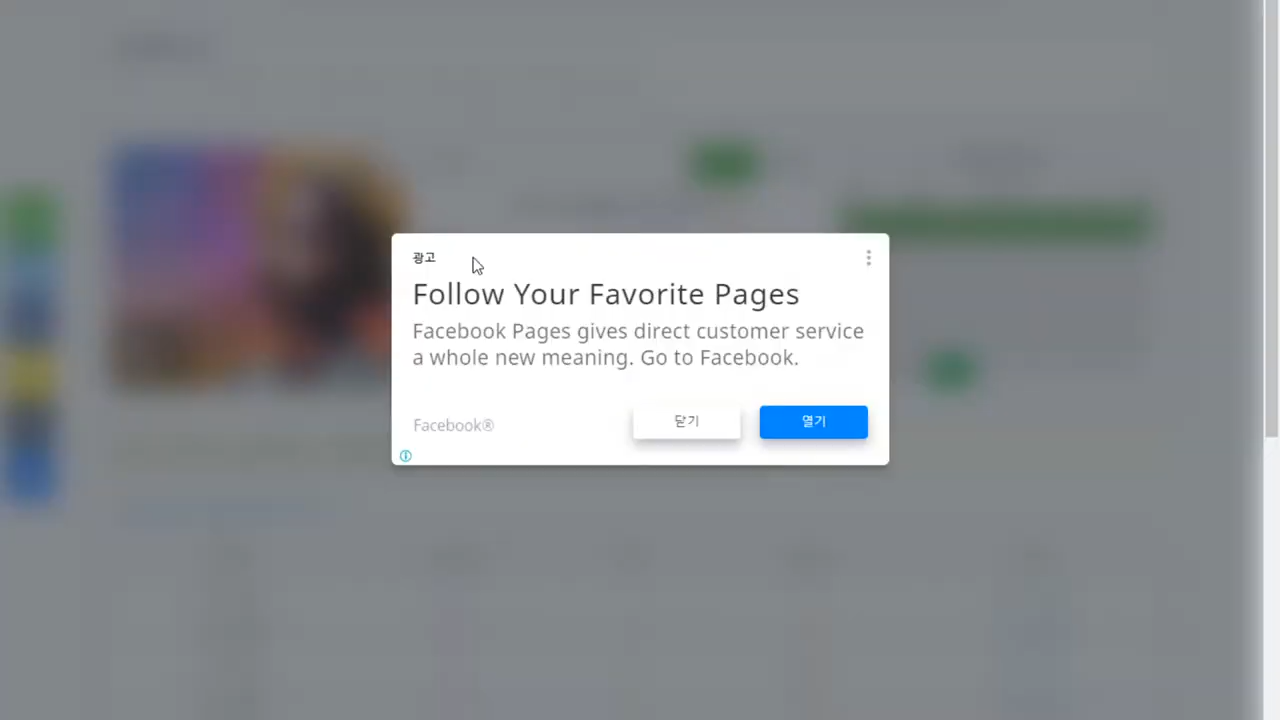 광고
Follow Your Favorite Pages
Facebook Pages gives direct customer service
a whole new meaning. Go to Facebook.
Facebook®
닫기
열기